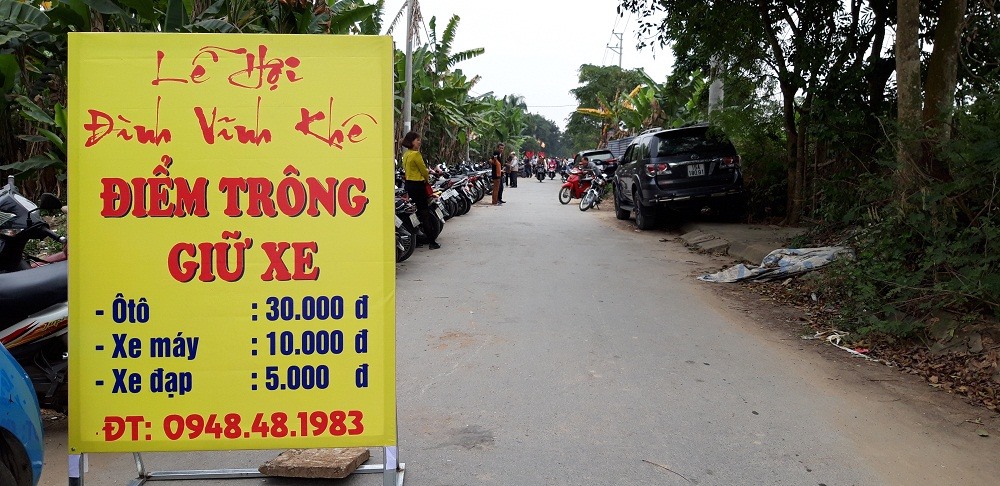 Lễ Hội
Đình Vĩnh Khê
ĐIỂM TRÔNG
GIỮ XE
- Ôtô : 30.000 đ
- Xe máy : 10.000 đ
- Xe đạp : 5.000 đ
ĐT: 0948.48.1983